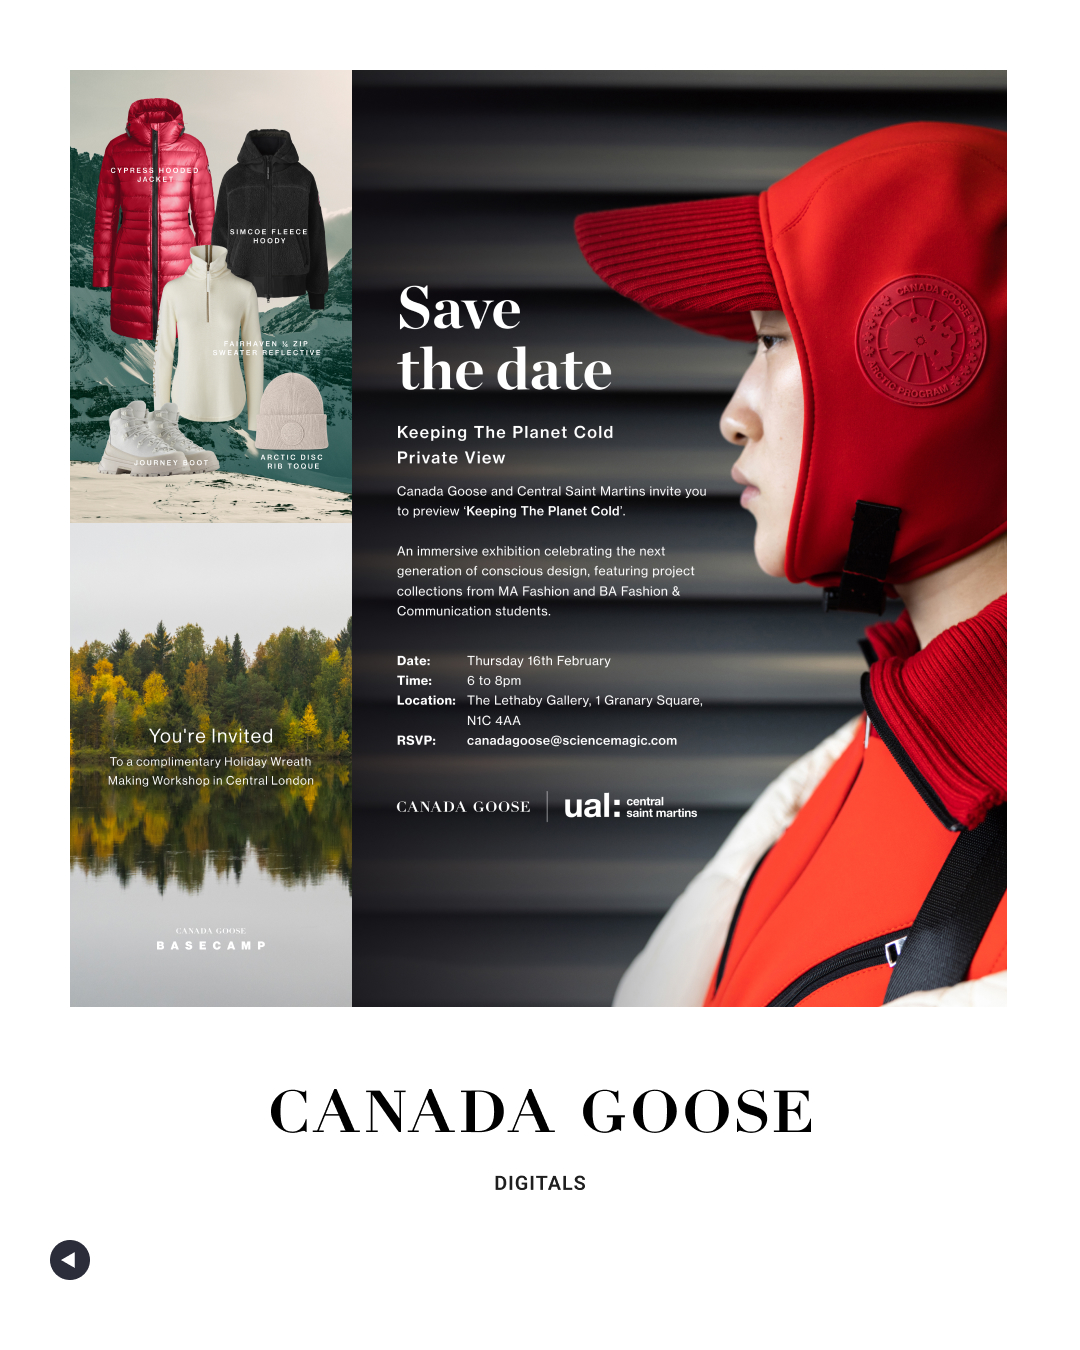 CYPRESS HOODED
JACKET
SIMCOE FLEECE
HOODY
FAIRHAVEN ¼ ZIP
SWEATER REFLECTIVE
JOURNEY BOOT
ARCTIC DISC
RIB TOQUE
You're Invited
To a complimentary Holiday Wreath
Making Workshop in Central London
CANADA GOOSE
BASECAMP
Save
the date
Keeping The Planet Cold
Private View
Canada Goose and Central Saint Martins invite you
to preview ‘Keeping The Planet Cold’.
An immersive exhibition celebrating the next
generation of conscious design, featuring project
collections from MA Fashion and BA Fashion &
Communication students.
Date: Thursday 16th February
Time: 6 to 8pm
Location: The Lethaby Gallery, 1 Granary Square,
N1C 4AA
RSVP: canadagoose@sciencemagic.com
CANADA GOOSE
ual: central
saint martins
CANADA GOOSE
ARCTIC PROGRAM
CANADA GOOSE
DIGITALS